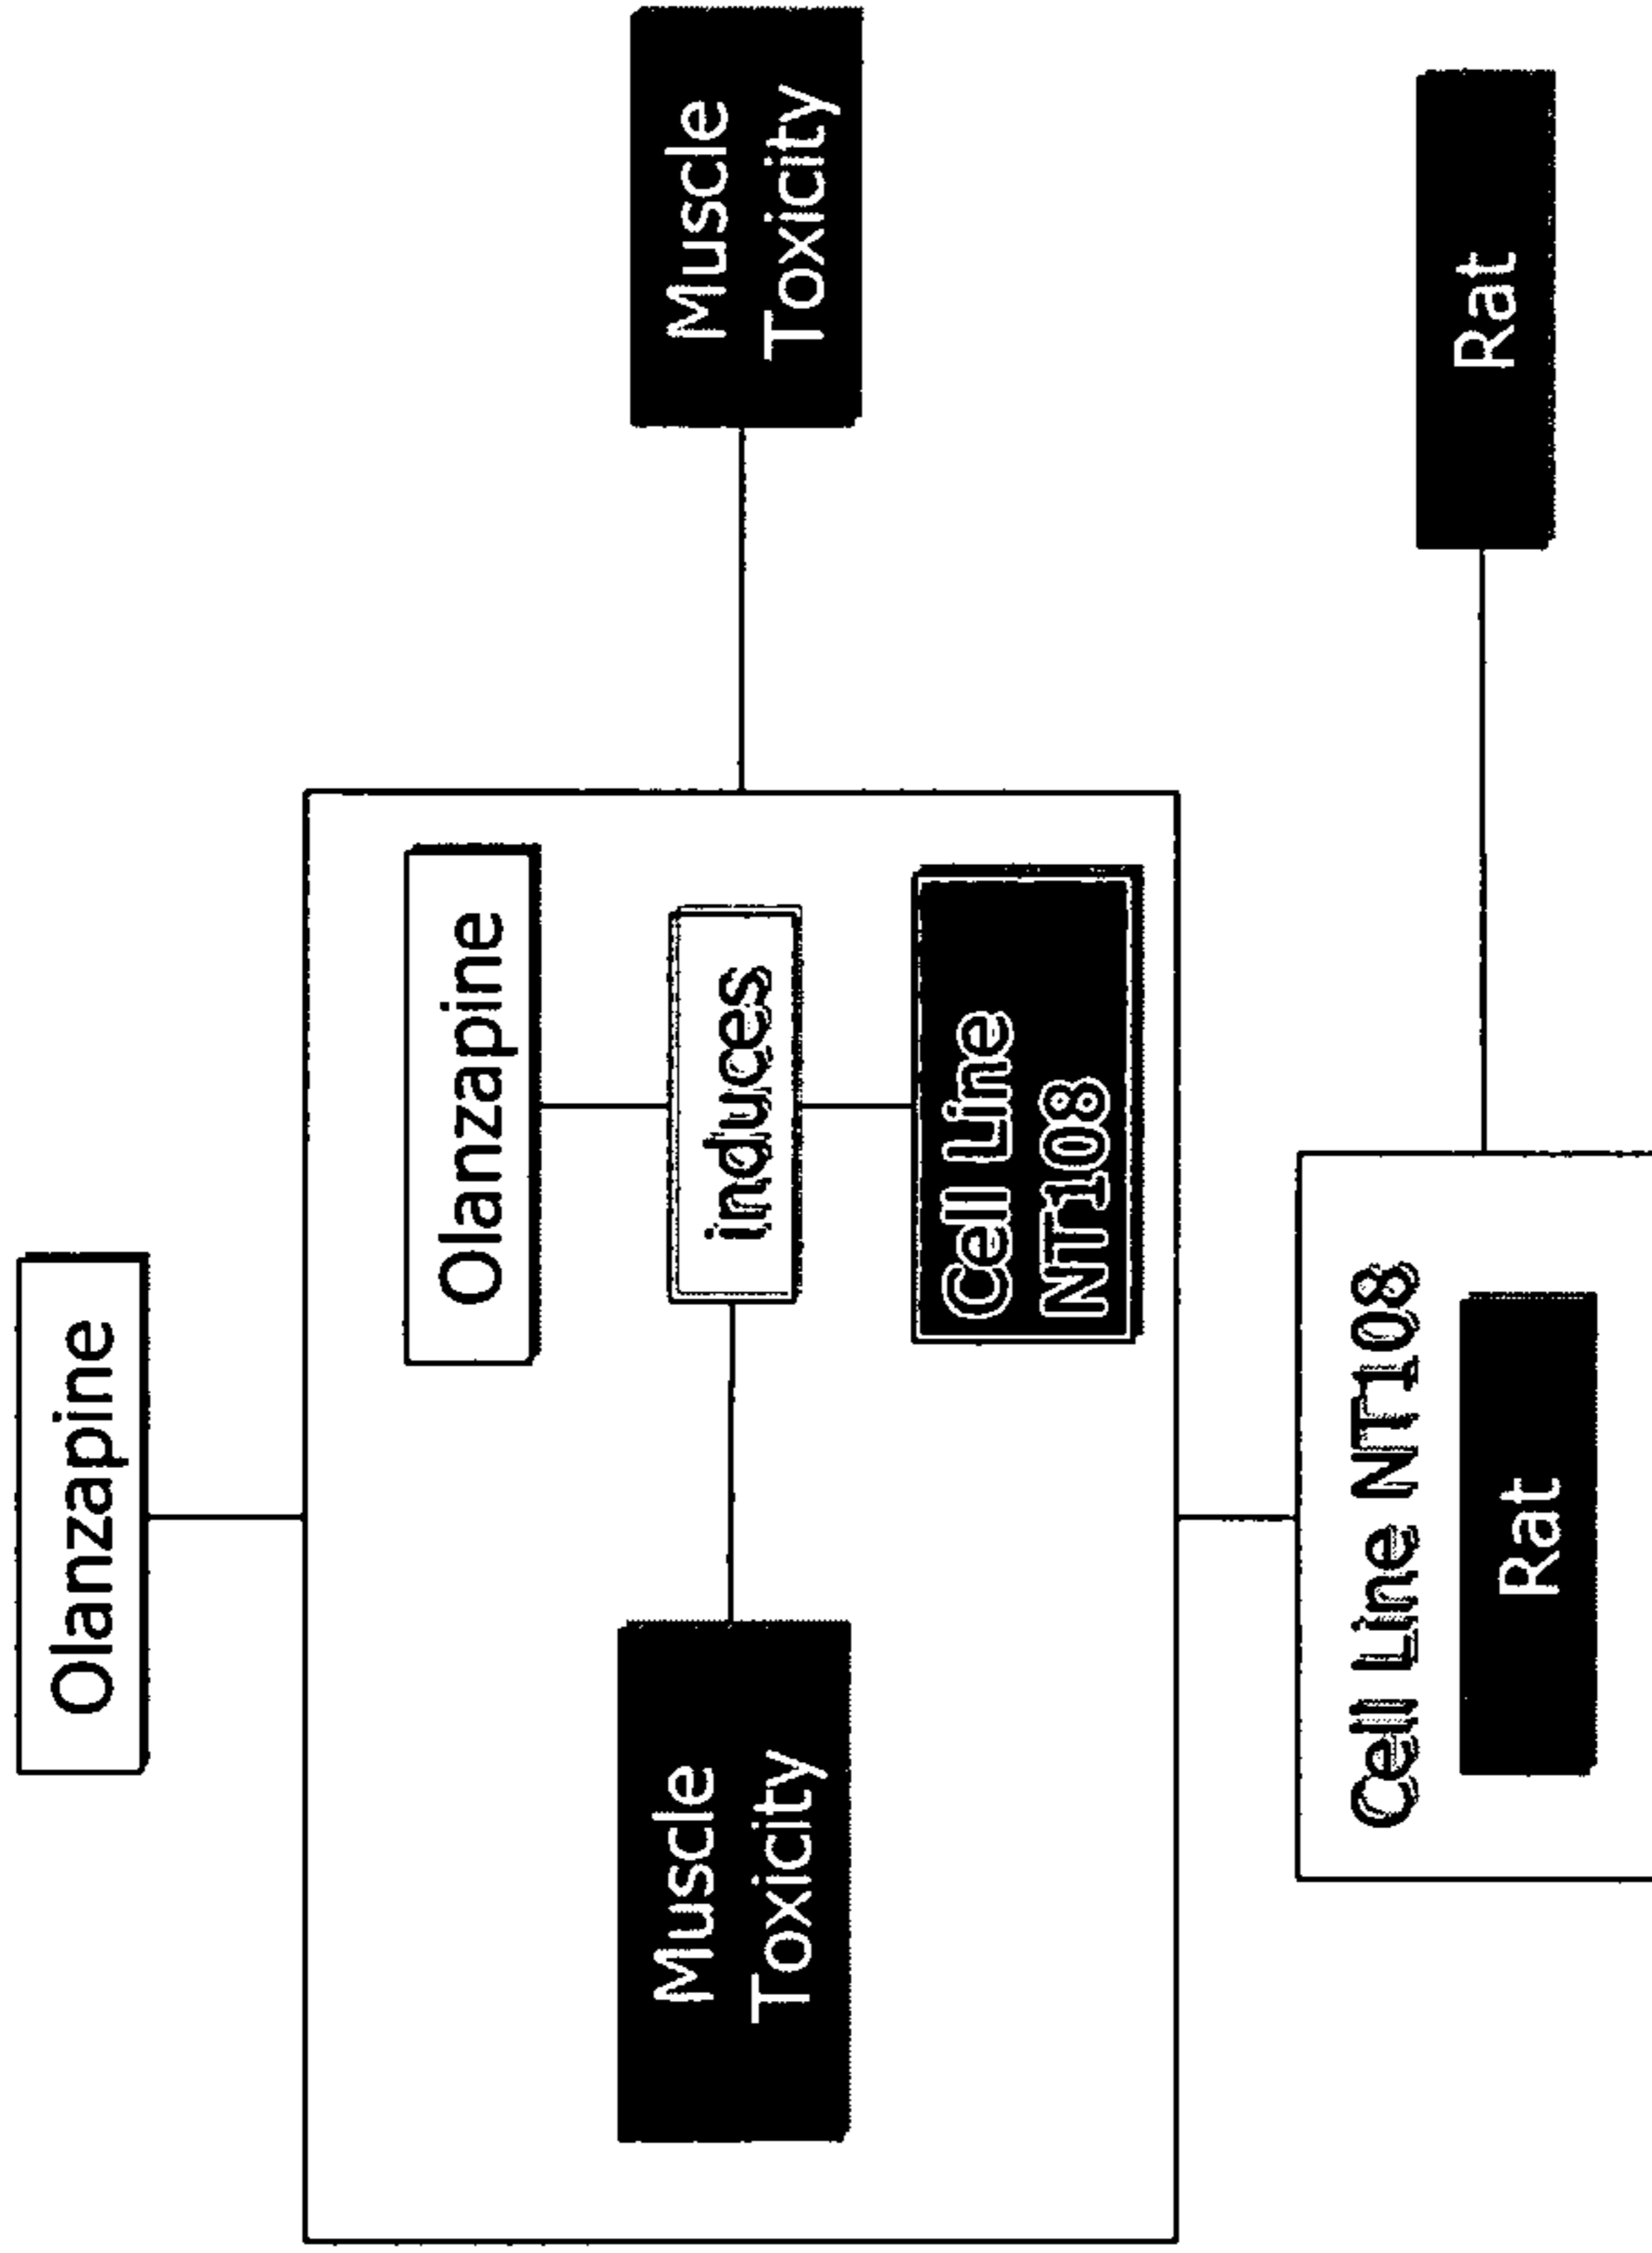 Olanzapine
Olanzapine
Muscle
Toxicity
induces
Muscle
Toxicity
Cell Line
NT108
Cell Line NT108
Rat
Rat